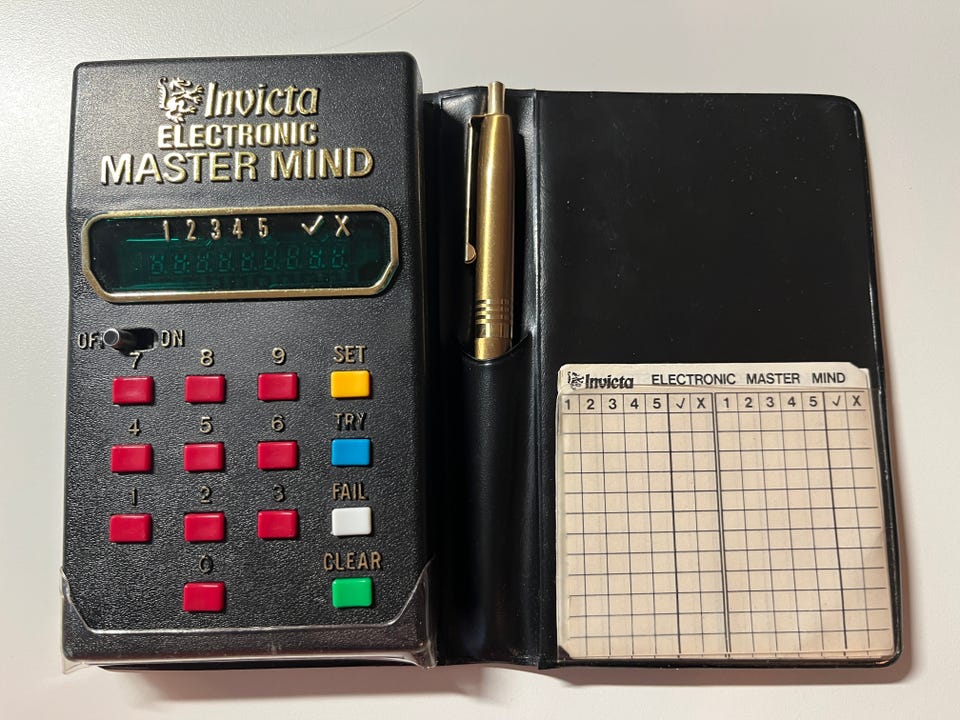 Invicta
ELECTRONIC
MASTER MIND
1 2 3 4 5 ✓ X
OFF ON
7 8 9 SET
4 5 6 TRY
1 2 3 FAIL
0 CLEAR
Invicta ELECTRONIC MASTER MIND
1 2 3 4 5 ✓ X 1 2 3 4 5 ✓ X